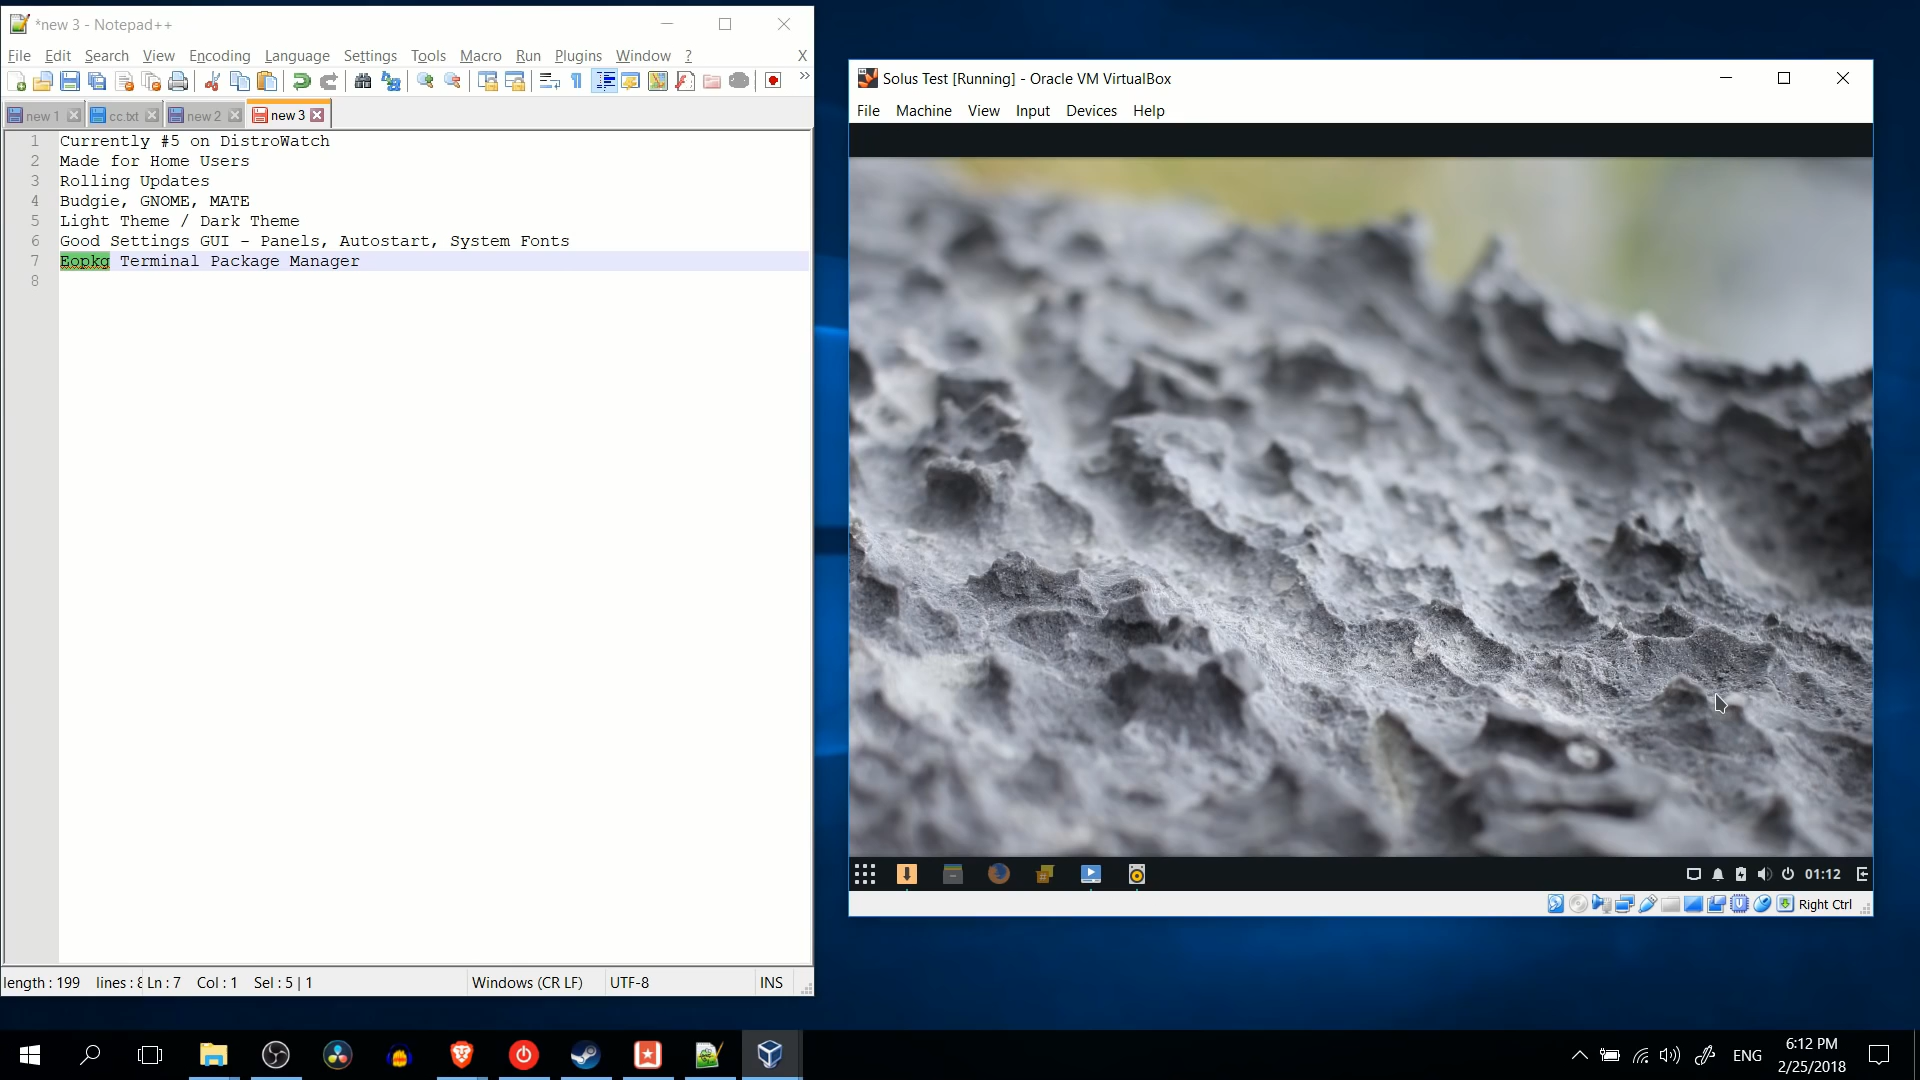 *new 3 - Notepad++
File Edit Search View Encoding Language Settings Tools Macro Run Plugins Window ? X
new 1 cc.txt new 2 new 3
1 Currently #5 on DistroWatch
2 Made for Home Users
3 Rolling Updates
4 Budgie, GNOME, MATE
5 Light Theme / Dark Theme
6 Good Settings GUI - Panels, Autostart, System Fonts
7 Eopkg Terminal Package Manager
8
length : 199 lines : 8 Ln : 7 Col : 1 Sel : 5 | 1 Windows (CR LF) UTF-8 INS
Solus Test [Running] - Oracle VM VirtualBox
File Machine View Input Devices Help
01:12
Right Ctrl
ENG
6:12 PM
2/25/2018